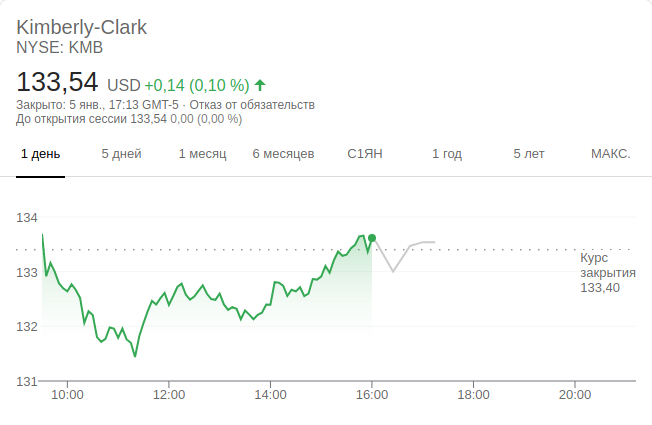 Kimberly-Clark
NYSE: KMB
133,54 USD +0,14 (0,10 %)
Закрыто: 5 янв., 17:13 GMT-5 · Отказ от обязательств
До открытия сессии 133,54 0,00 (0,00 %)
1 день 5 дней 1 месяц 6 месяцев С1ЯН 1 год 5 лет МАКС.
134
133
132
131
Курс
закрытия
133,40
10:00 12:00 14:00 16:00 18:00 20:00